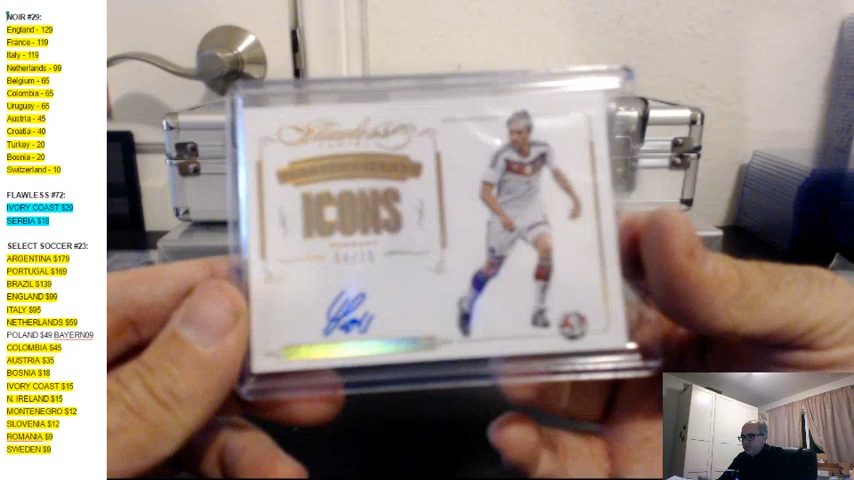 NOIR #29:
England - 129
France - 119
Italy - 119
Netherlands - 99
Belgium - 65
Colombia - 65
Uruguay - 65
Austria - 45
Croatia - 40
Turkey - 20
Bosnia - 20
Switzerland - 10
FLAWLESS #72:
IVORY COAST $29
SERBIA $18
SELECT SOCCER #23:
ARGENTINA $179
PORTUGAL $169
BRAZIL $139
ENGLAND $99
ITALY $95
NETHERLANDS $59
POLAND $49 BAYERN09
COLOMBIA $45
AUSTRIA $35
BOSNIA $18
IVORY COAST $15
N. IRELAND $15
MONTENEGRO $12
SLOVENIA $12
ROMANIA $9
SWEDEN $9
Flawless
ICONS